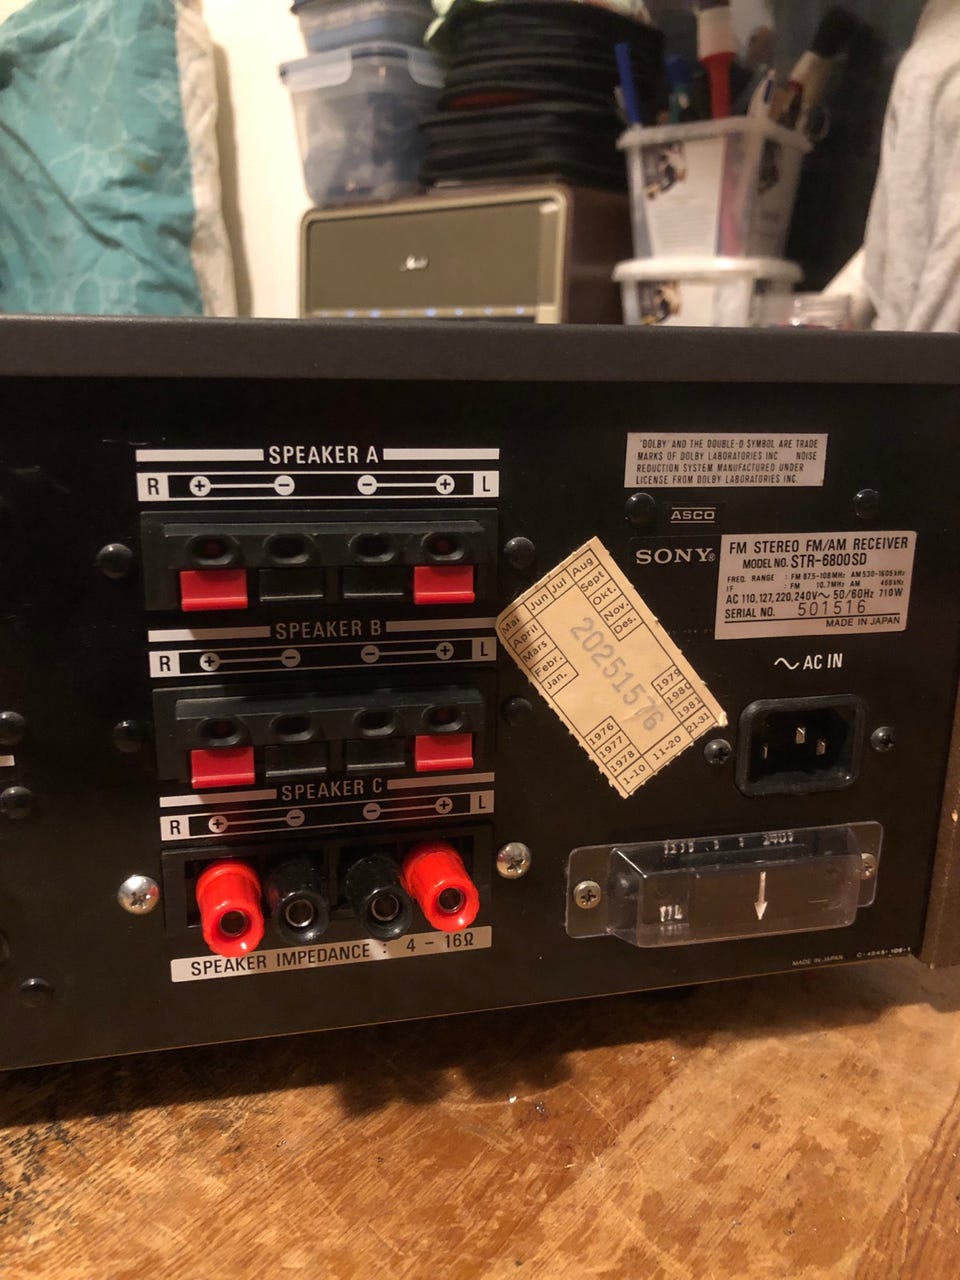 Marshall
SPEAKER A
R + - - + L
SPEAKER B
R + - - + L
SPEAKER C
R + - - + L
SPEAKER IMPEDANCE : 4 - 16Ω
"DOLBY" AND THE DOUBLE-D SYMBOL ARE TRADE
MARKS OF DOLBY LABORATORIES INC. NOISE
REDUCTION SYSTEM MANUFACTURED UNDER
LICENSE FROM DOLBY LABORATORIES INC.
ASCO
SONY®
FM STEREO FM/AM RECEIVER
MODEL NO. STR-6800SD
FREQ. RANGE : FM 87.5-108MHz AM 530-1605kHz
IF : FM 10.7MHz AM 468kHz
AC 110,127,220,240V~ 50/60Hz 710W
SERIAL NO. 501516
MADE IN JAPAN
Mai Jun Jul Aug
April Sept
Mars Okt.
Febr. Nov.
Jan. Des.
20251576
1976 1979
1977 1980
1978 1981
1-10 11-20 21-31
~ AC IN
240V
MADE IN JAPAN